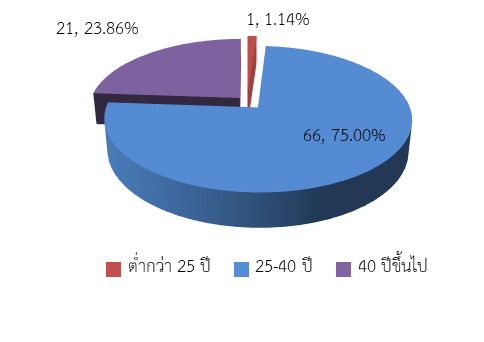 1, 1.14%
21, 23.86%
66, 75.00%
ต่ำกว่า 25 ปี
25-40 ปี
40 ปีขึ้นไป